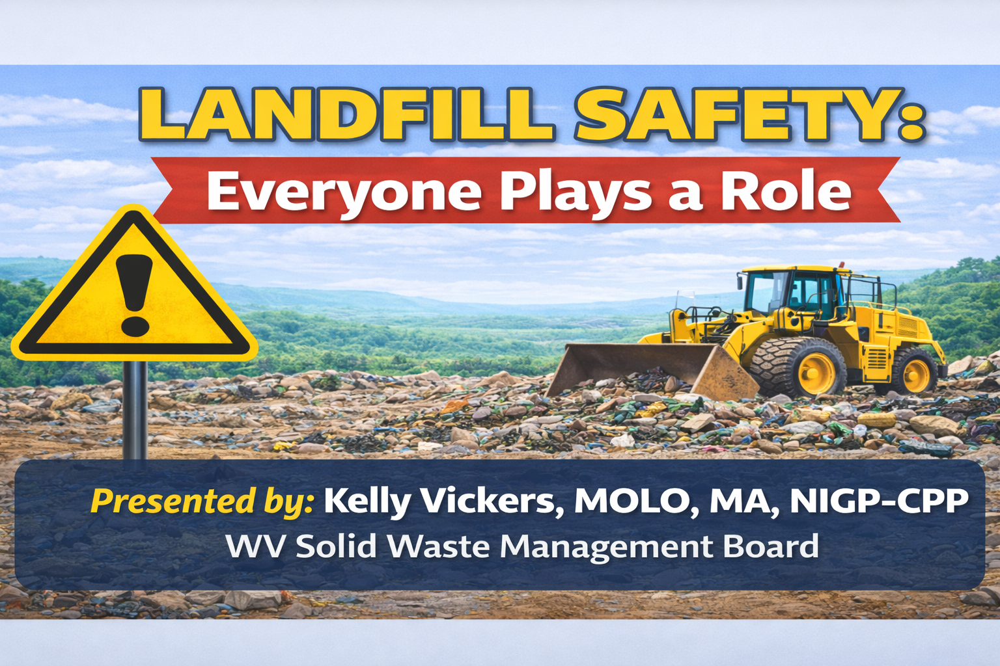 LANDFILL SAFETY:
Everyone Plays a Role
Presented by: Kelly Vickers, MOLO, MA, NIGP-CPP
WV Solid Waste Management Board